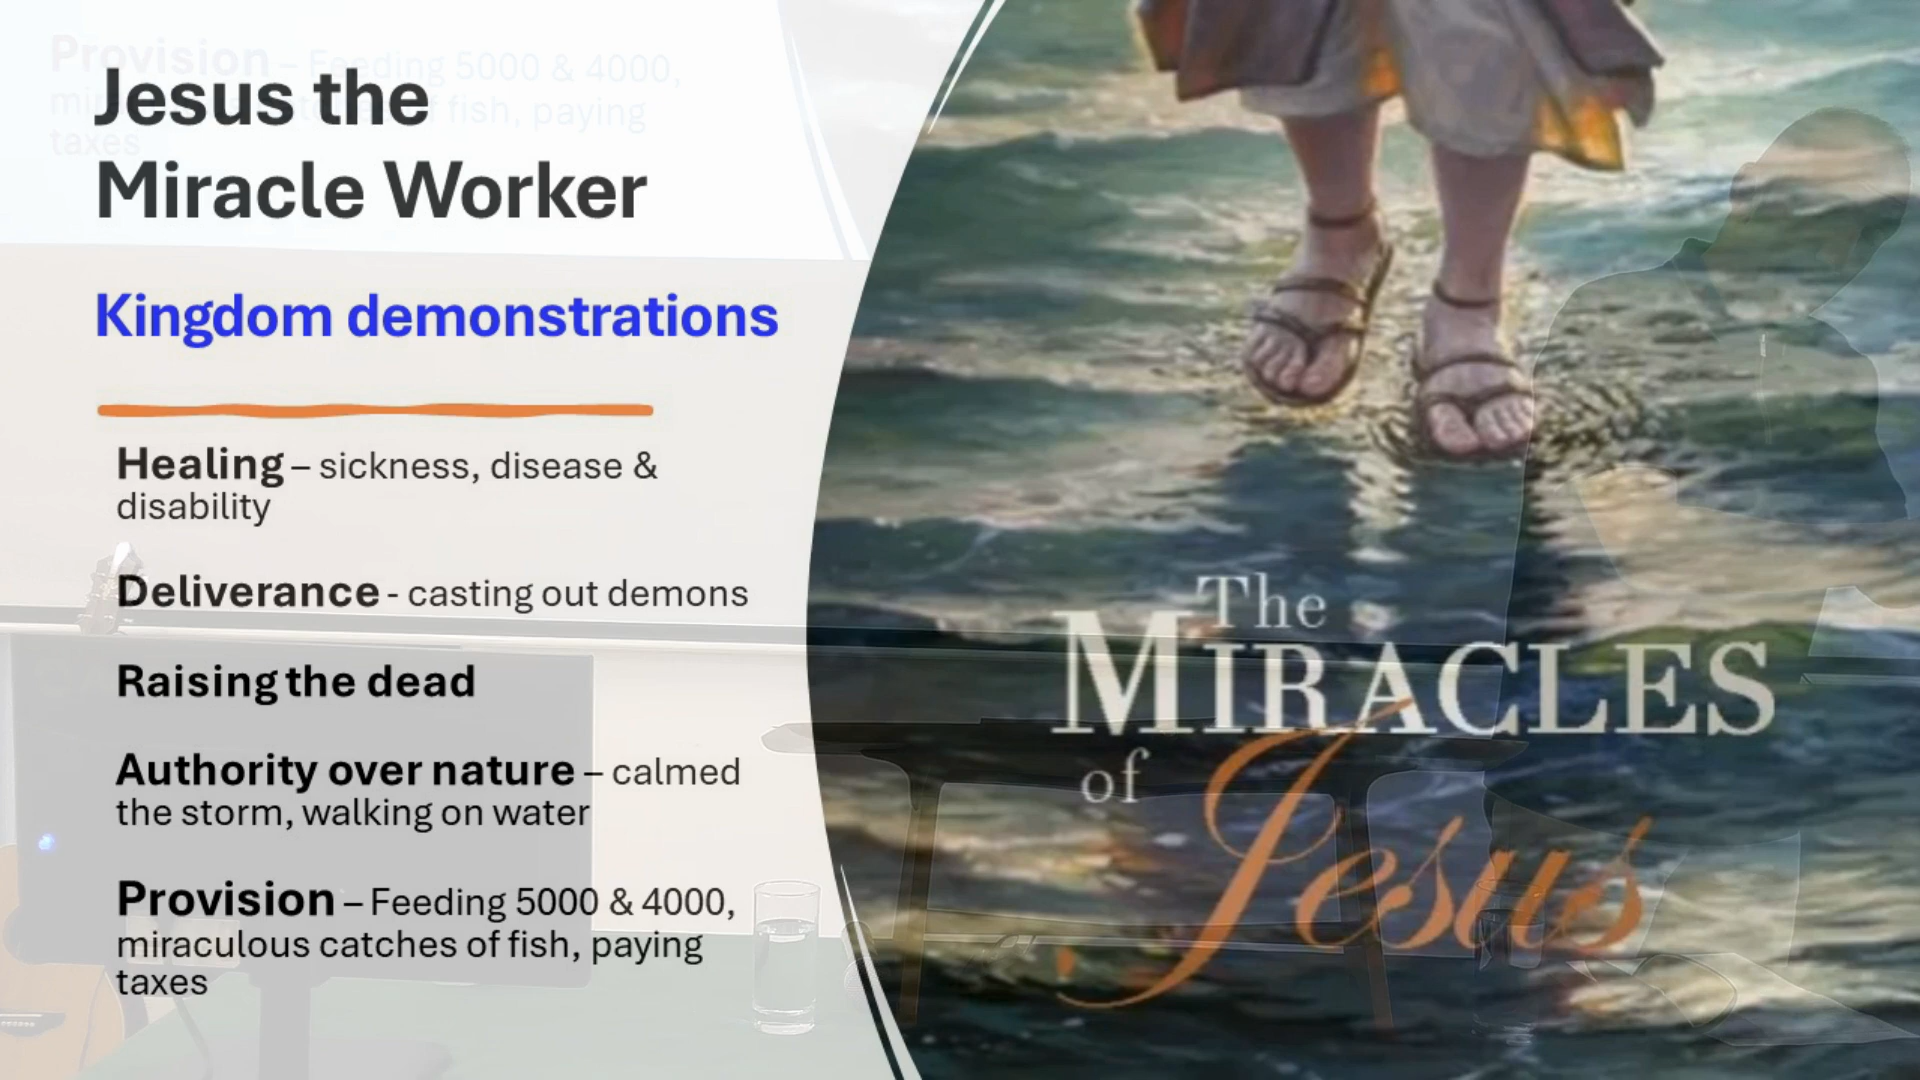 Jesus the
Miracle Worker
Kingdom demonstrations
Healing – sickness, disease &
disability
Deliverance - casting out demons
Raising the dead
Authority over nature – calmed
the storm, walking on water
Provision – Feeding 5000 & 4000,
miraculous catches of fish, paying
taxes
The
MIRACLES
of Jesus